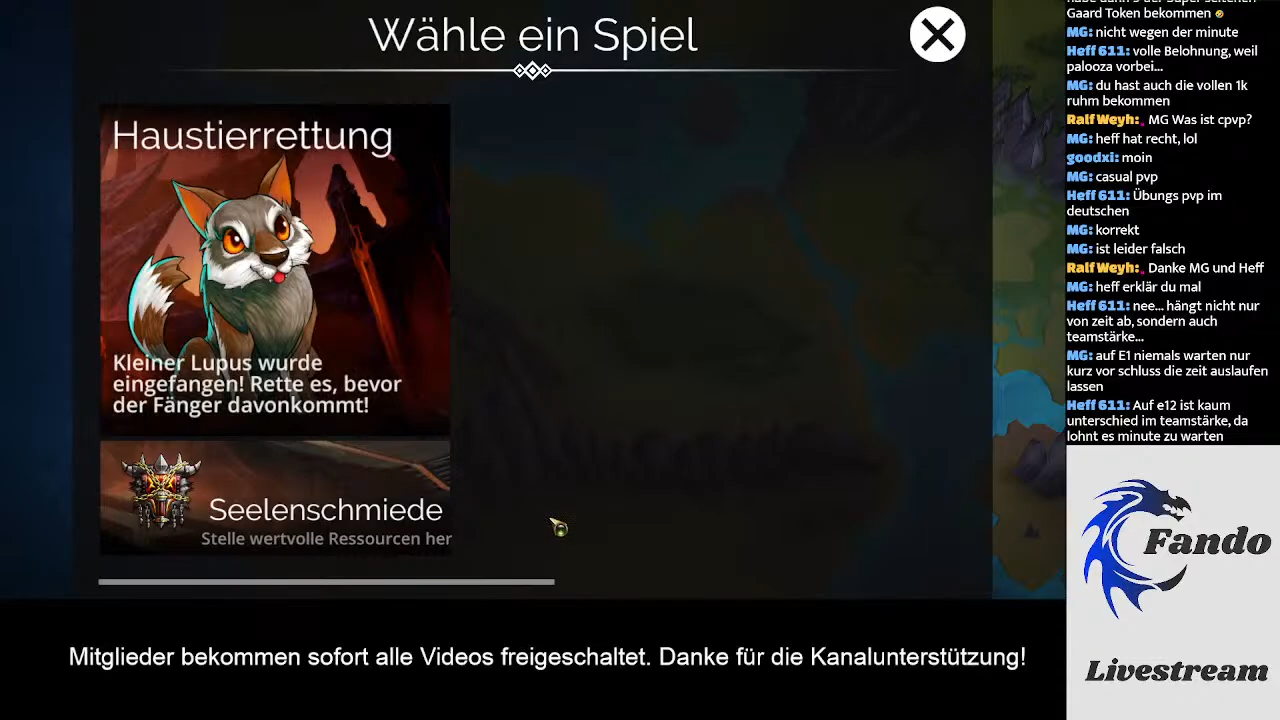 Wähle ein Spiel
Haustierrettung
Kleiner Lupus wurde
eingefangen! Rette es, bevor
der Fänger davonkommt!
Seelenschmiede
Stelle wertvolle Ressourcen her
Mitglieder bekommen sofort alle Videos freigeschaltet. Danke für die Kanalunterstützung!
Gaard Token bekommen
MG: nicht wegen der minute
Heff 611: volle Belohnung, weil
palooza vorbei...
MG: du hast auch die vollen 1k
ruhm bekommen
Ralf Weyh: MG Was ist cpvp?
MG: heff hat recht, lol
goodxi: moin
MG: casual pvp
Heff 611: Übungs pvp im
deutschen
MG: korrekt
MG: ist leider falsch
Ralf Weyh: Danke MG und Heff
MG: heff erklär du mal
Heff 611: nee... hängt nicht nur
von zeit ab, sondern auch
teamstärke...
MG: auf E1 niemals warten nur
kurz vor schluss die zeit auslaufen
lassen
Heff 611: Auf e12 ist kaum
unterschied im teamstärke, da
lohnt es minute zu warten
Fando
Livestream